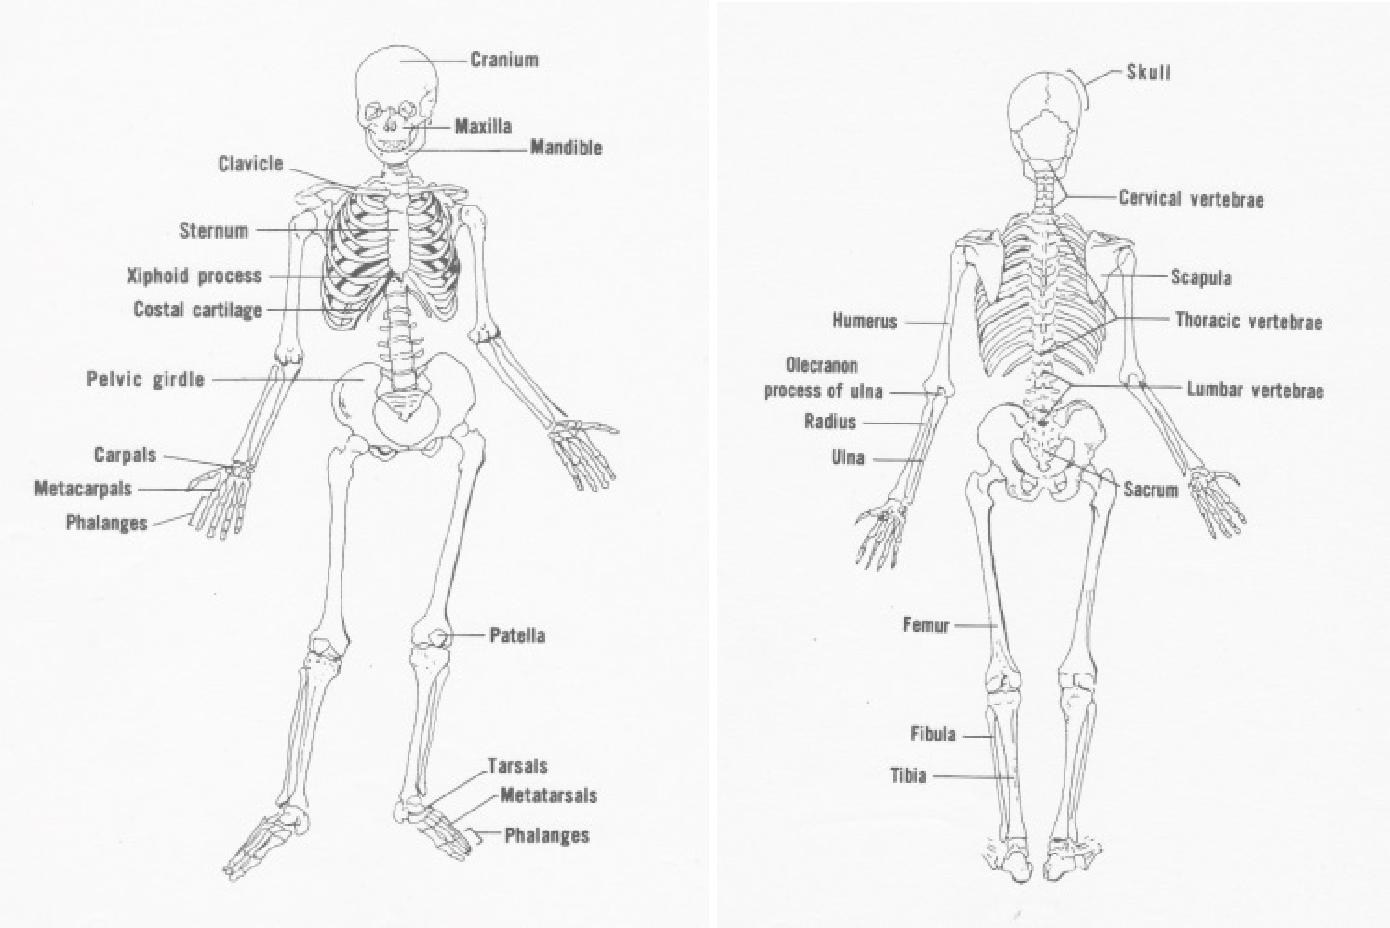 Cranium
Maxilla
Mandible
Clavicle
Sternum
Xiphoid process
Costal cartilage
Pelvic girdle
Carpals
Metacarpals
Phalanges
Patella
Tarsals
Metatarsals
Phalanges
Skull
Cervical vertebrae
Scapula
Thoracic vertebrae
Humerus
Olecranon
process of ulna
Lumbar vertebrae
Radius
Ulna
Sacrum
Femur
Fibula
Tibia